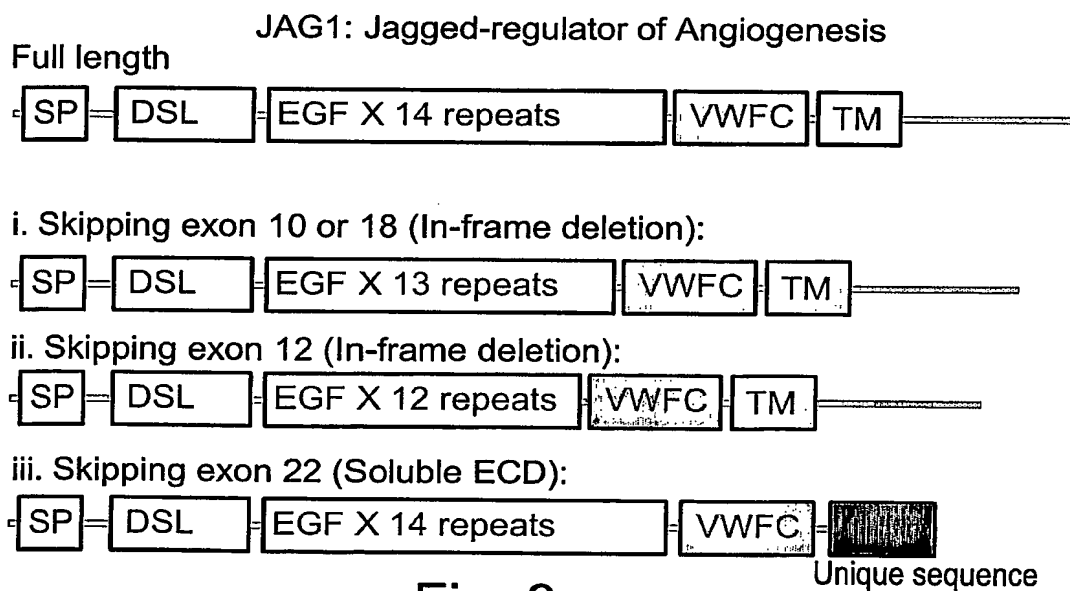 JAG1: Jagged-regulator of Angiogenesis
Full length
SP DSL EGF X 14 repeats VWFC TM
i. Skipping exon 10 or 18 (In-frame deletion):
SP DSL EGF X 13 repeats VWFC TM
ii. Skipping exon 12 (In-frame deletion):
SP DSL EGF X 12 repeats VWFC TM
iii. Skipping exon 22 (Soluble ECD):
SP DSL EGF X 14 repeats VWFC
Unique sequence